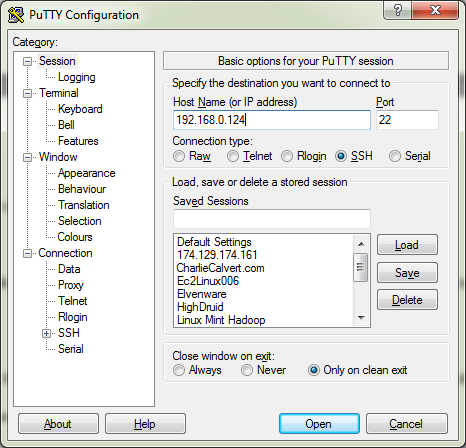 PuTTY Configuration
Category:
Session
Logging
Terminal
Keyboard
Bell
Features
Window
Appearance
Behaviour
Translation
Selection
Colours
Connection
Data
Proxy
Telnet
Rlogin
SSH
Serial
Basic options for your PuTTY session
Specify the destination you want to connect to
Host Name (or IP address) Port
192.168.0.124 22
Connection type:
Raw Telnet Rlogin SSH Serial
Load, save or delete a stored session
Saved Sessions
Default Settings
174.129.174.161
CharlieCalvert.com
Ec2Linux006
Elvenware
HighDruid
Linux Mint Hadoop
Load
Save
Delete
Close window on exit:
Always Never Only on clean exit
About Help Open Cancel